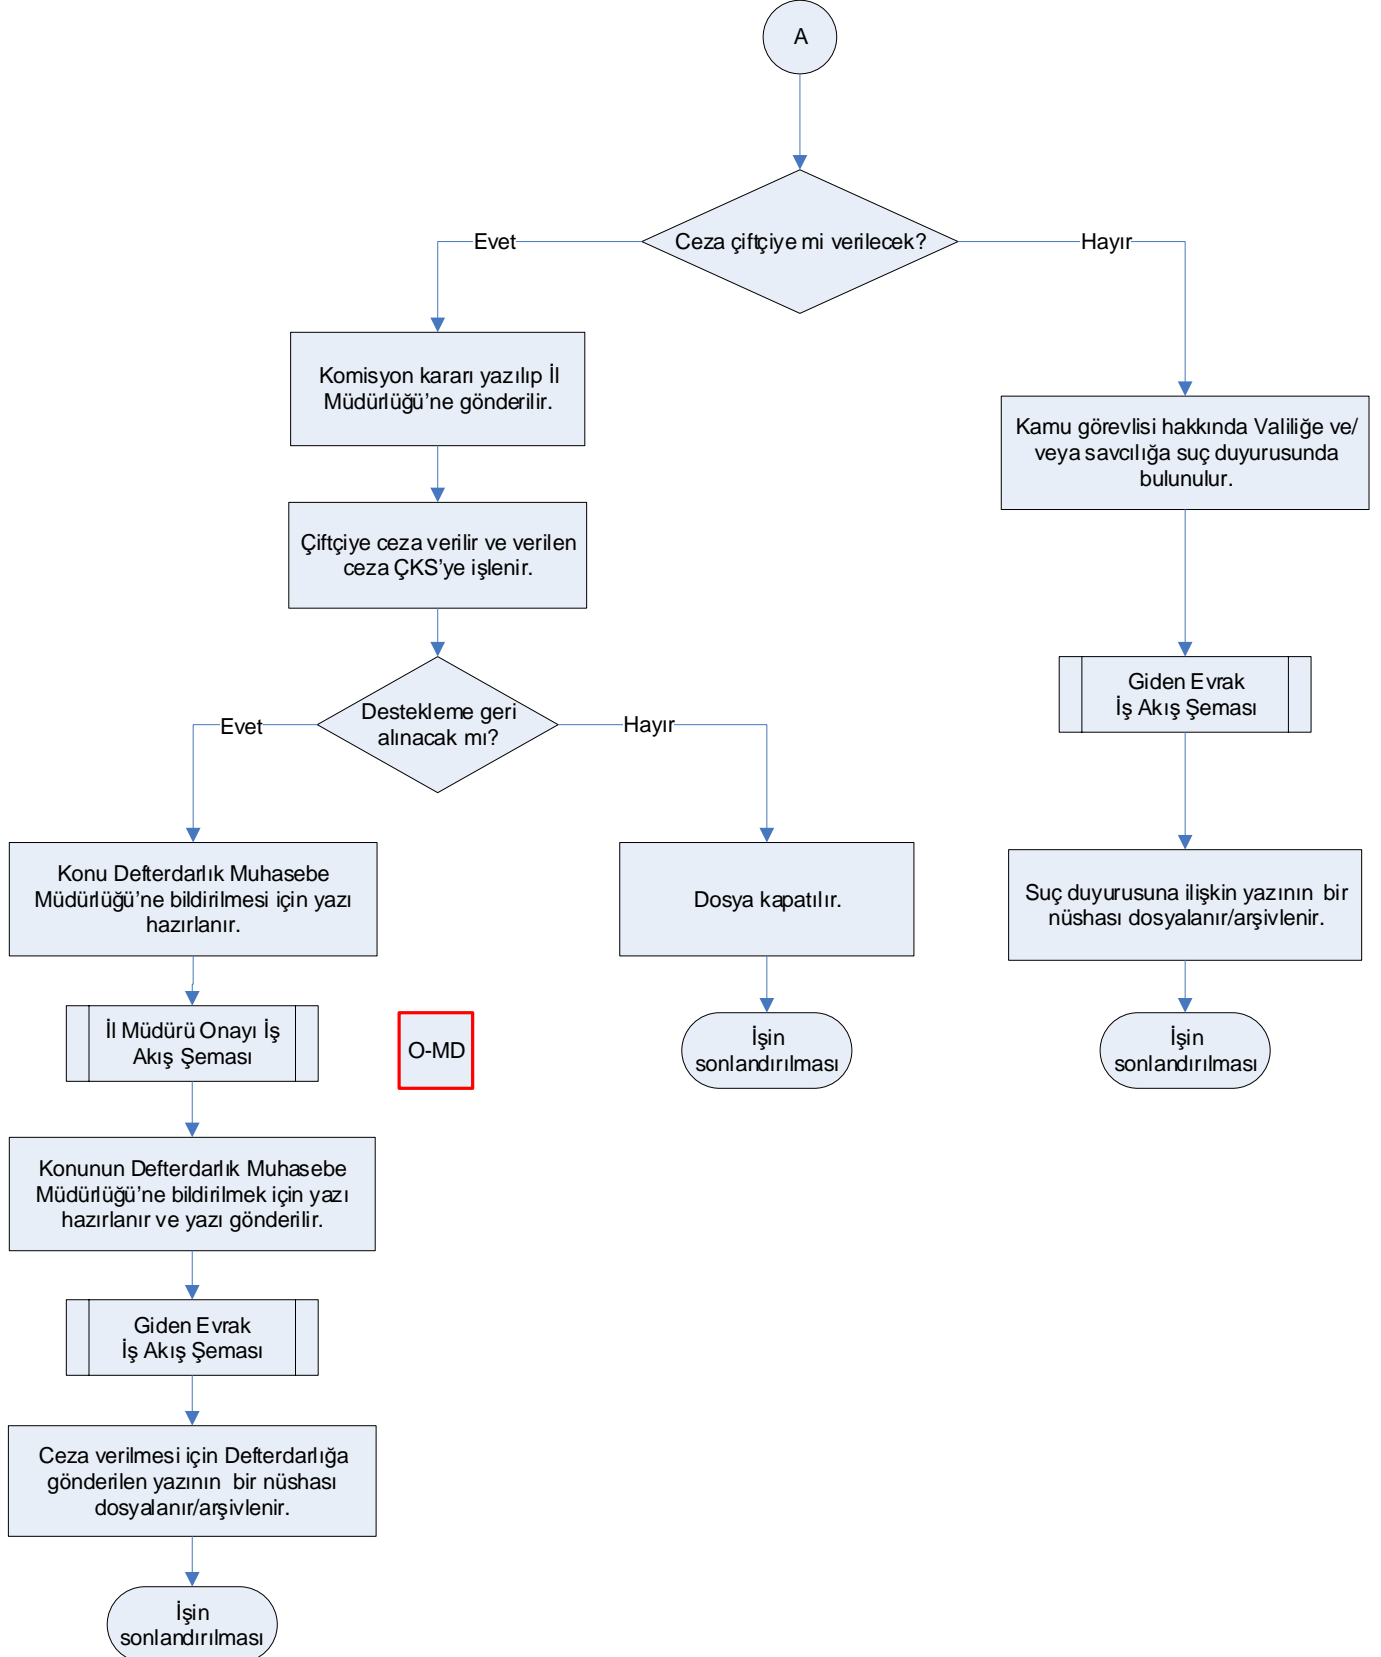 A
Ceza çiftçiye mi verilecek?
Evet
Hayır
Komisyon kararı yazılıp İl
Müdürlüğü’ne gönderilir.
Kamu görevlisi hakkında Valiliğe ve/
veya savcılığa suç duyurusunda
bulunulur.
Çiftçiye ceza verilir ve verilen
ceza ÇKS’ye işlenir.
Giden Evrak
İş Akış Şeması
Destekleme geri
alınacak mı?
Evet
Hayır
Konu Defterdarlık Muhasebe
Müdürlüğü’ne bildirilmesi için yazı
hazırlanır.
Dosya kapatılır.
Suç duyurusuna ilişkin yazının  bir
nüshası dosyalanır/arşivlenir.
İl Müdürü Onayı İş
Akış Şeması
O-MD
İşin
sonlandırılması
İşin
sonlandırılması
Konunun Defterdarlık Muhasebe
Müdürlüğü’ne bildirilmek için yazı
hazırlanır ve yazı gönderilir.
Giden Evrak
İş Akış Şeması
Ceza verilmesi için Defterdarlığa
gönderilen yazının  bir nüshası
dosyalanır/arşivlenir.
İşin
sonlandırılması